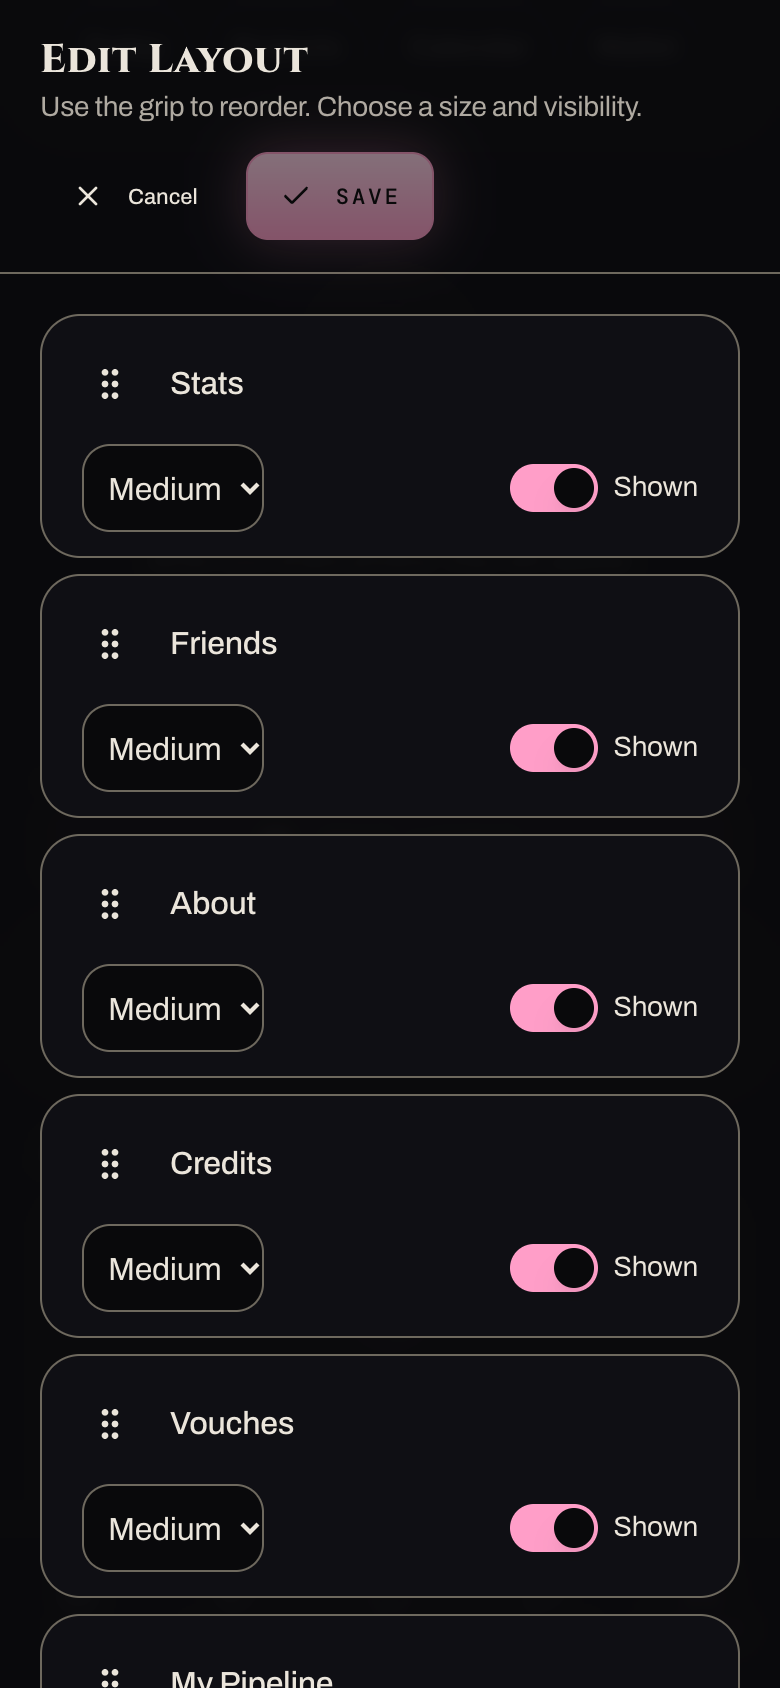 Edit Layout
Use the grip to reorder. Choose a size and visibility.
Cancel SAVE
Stats
Medium Shown
Friends
Medium Shown
About
Medium Shown
Credits
Medium Shown
Vouches
Medium Shown
My Pipeline